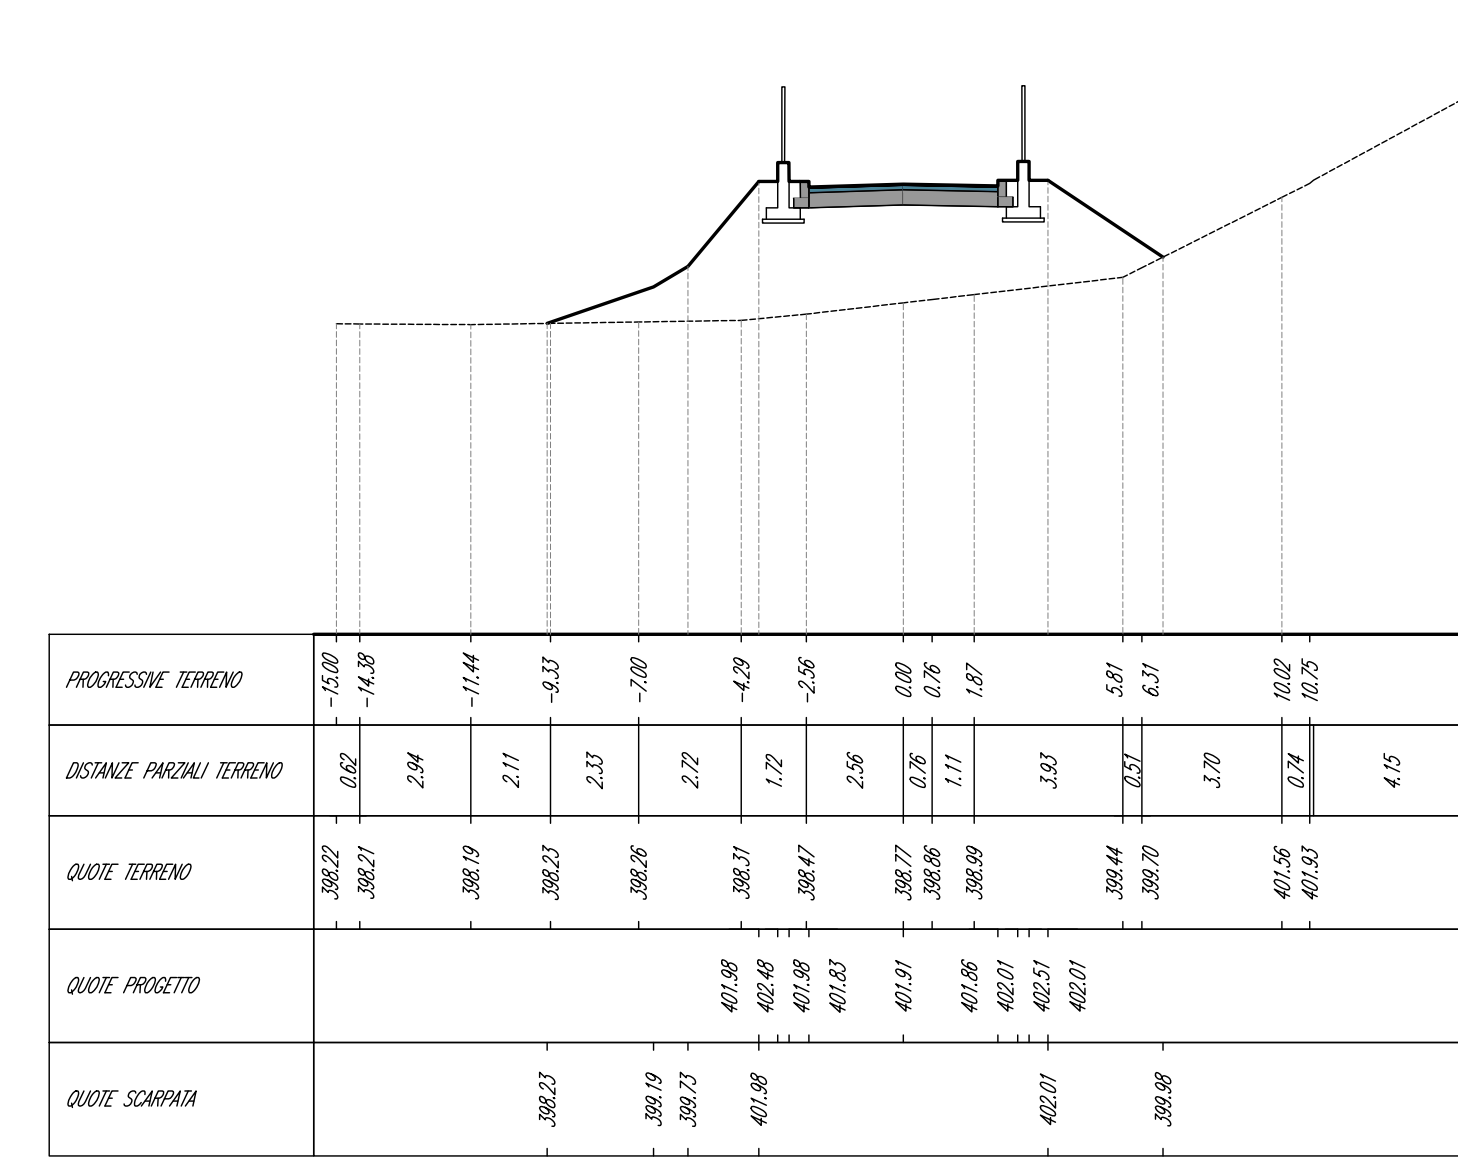 PROGRESSIVE TERRENO -15.00 -14.38 -11.44 -9.33 -7.00 -4.29 -2.56 0.00 0.76 1.87 5.81 6.31 10.02 10.75
DISTANZE PARZIALI TERRENO 0.62 2.94 2.11 2.33 2.72 1.72 2.56 0.76 1.11 3.93 0.51 3.70 0.74 4.15
QUOTE TERRENO 398.22 398.21 398.19 398.23 398.26 398.31 398.47 398.77 398.86 398.99 399.44 399.70 401.56 401.93
QUOTE PROGETTO 401.98 402.48 401.98 401.83 401.91 401.86 402.01 402.51 402.01
QUOTE SCARPATA 398.23 399.19 399.73 401.98 402.01 399.98